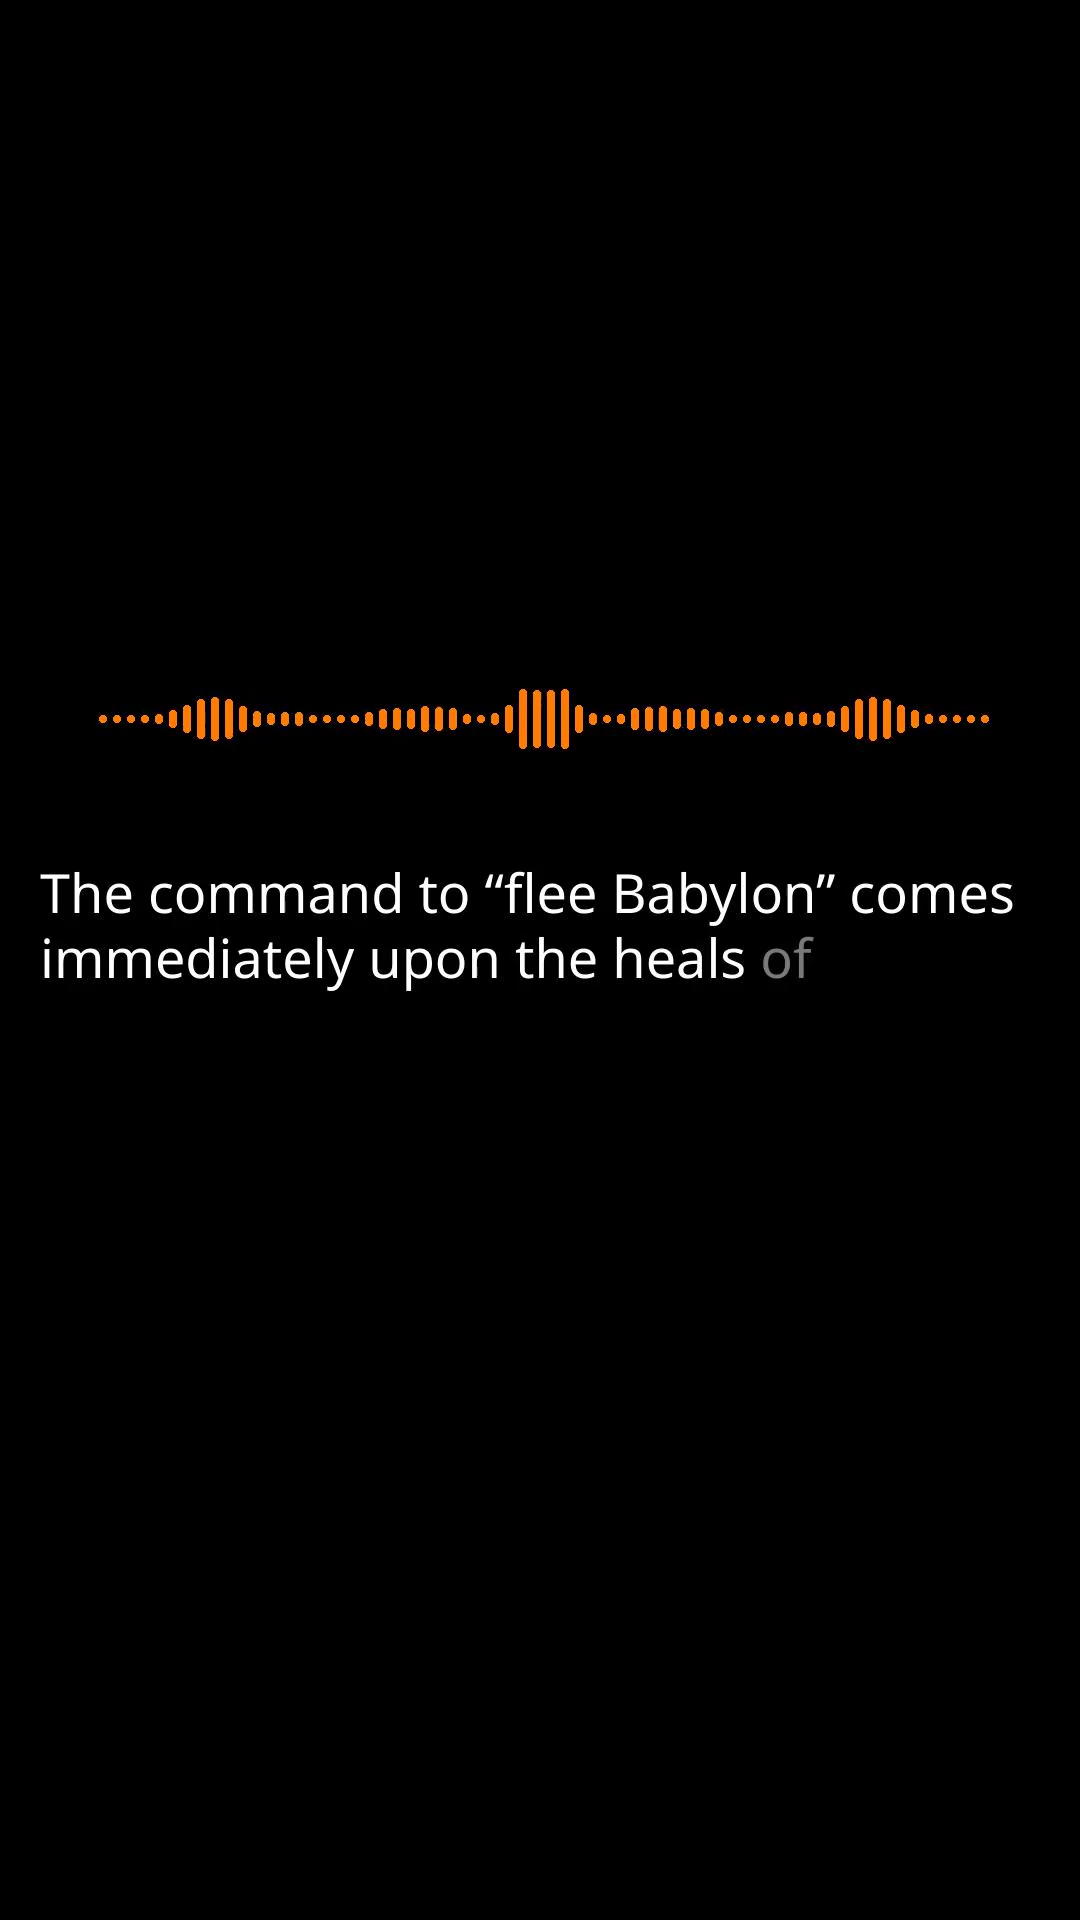 The command to “flee Babylon” comes
immediately upon the heals of